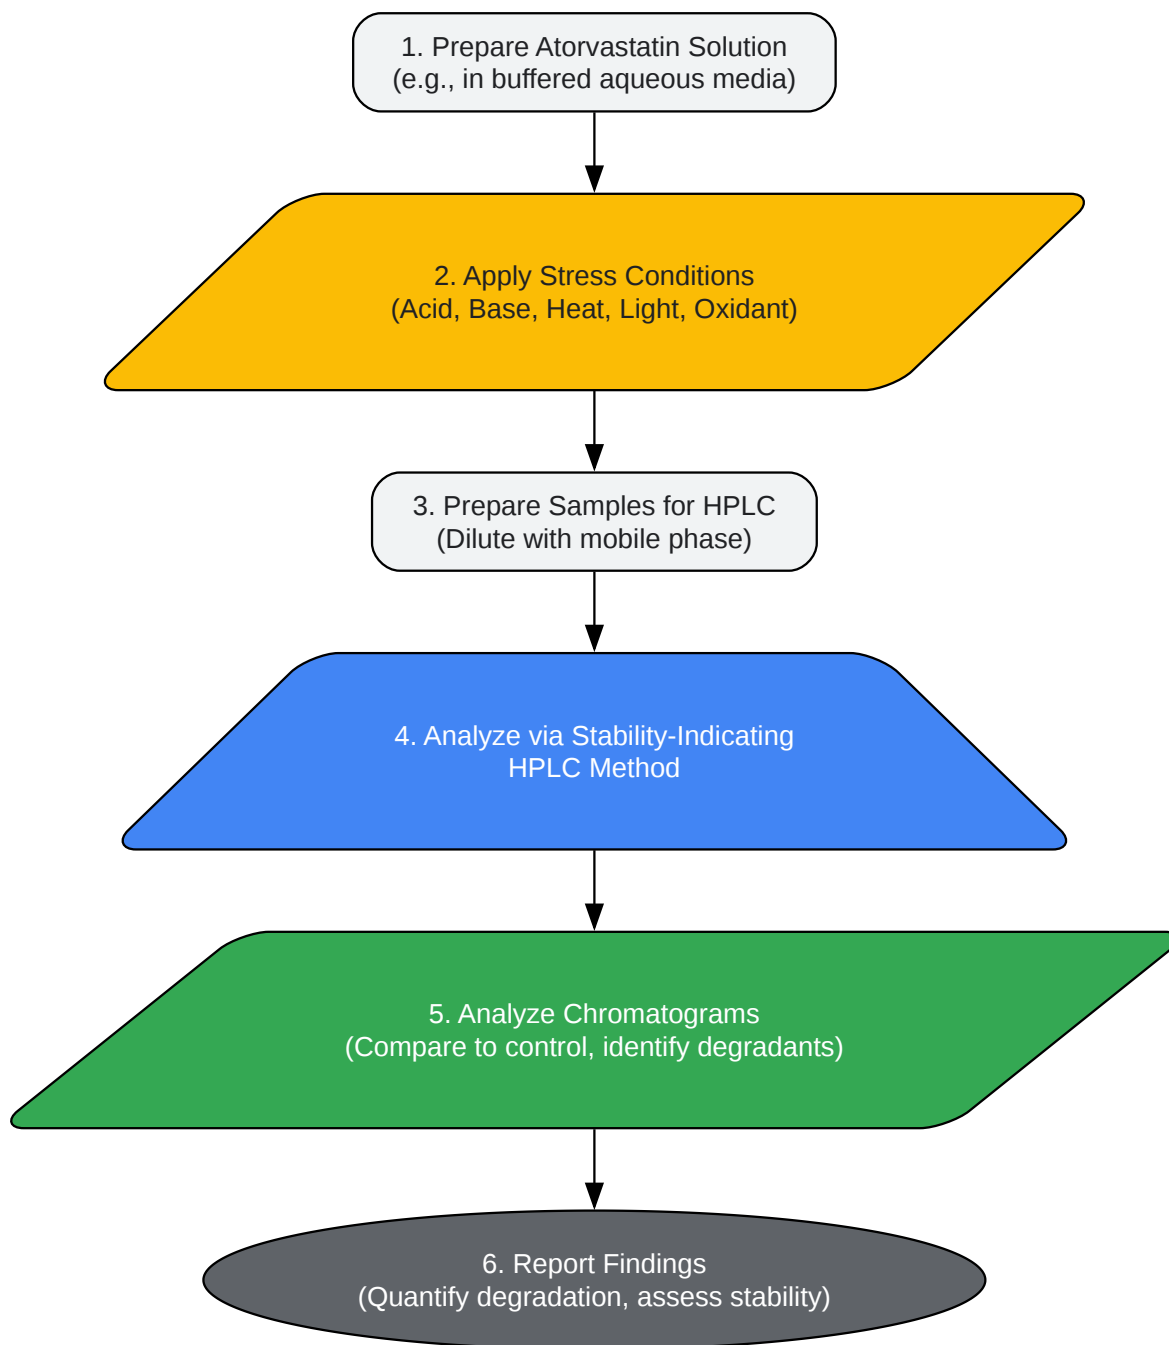 1. Prepare Atorvastatin Solution
(e.g., in buffered aqueous media)
2. Apply Stress Conditions
(Acid, Base, Heat, Light, Oxidant)
3. Prepare Samples for HPLC
(Dilute with mobile phase)
4. Analyze via Stability-Indicating
HPLC Method
5. Analyze Chromatograms
(Compare to control, identify degradants)
6. Report Findings
(Quantify degradation, assess stability)